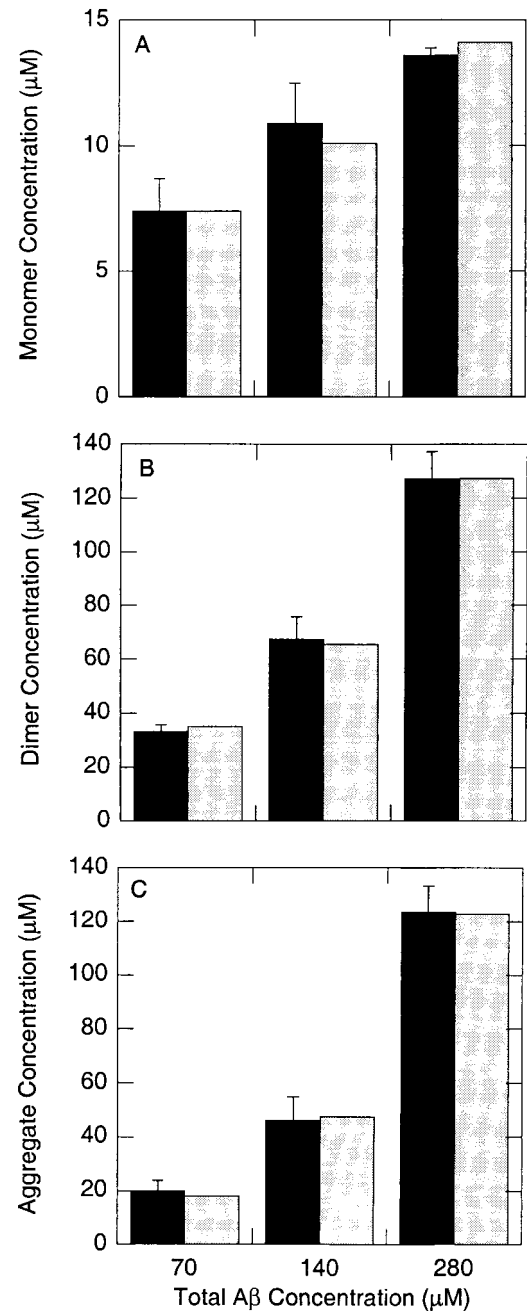 A
15
10
5
0
Monomer Concentration (µM)
B
140
120
100
80
60
40
20
0
Dimer Concentration (µM)
C
140
120
100
80
60
40
20
0
Aggregate Concentration (µM)
70 140 280
Total Aβ Concentration (µM)